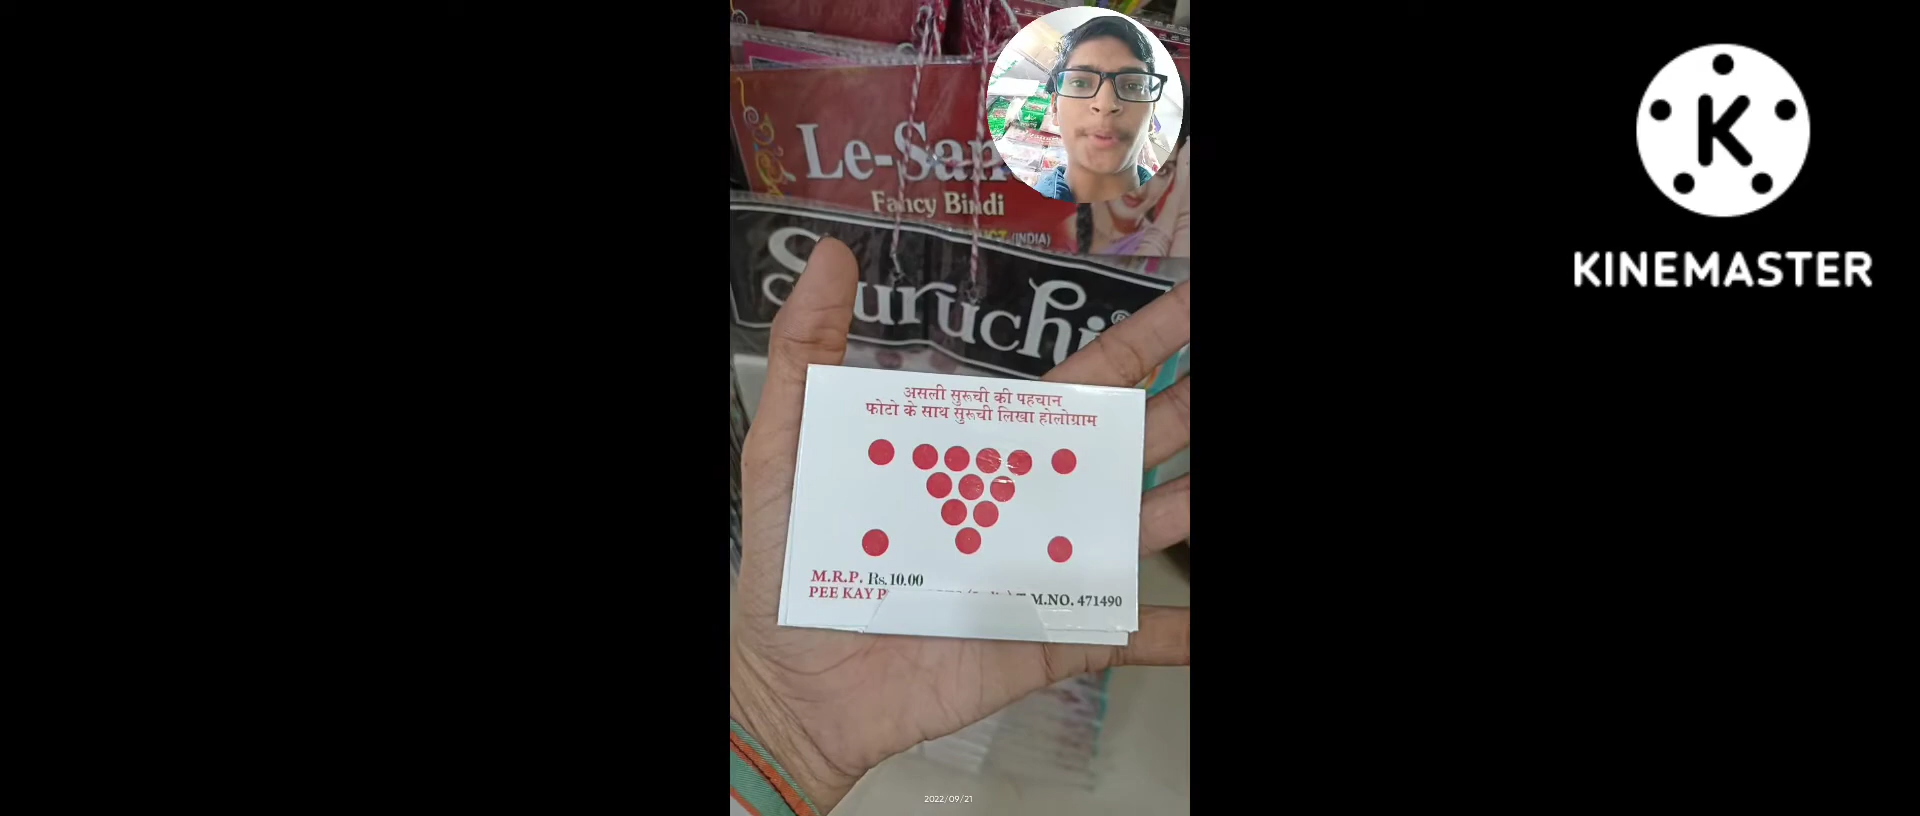 Le-San
Fancy Bindi
(INDIA)
Suruchi®
असली सुरूची की पहचान
फोटो के साथ सुरूची लिखा होलोग्राम
M.R.P. Rs. 10.00
PEE KAY M.NO. 471490
2022/09/21
KINEMASTER